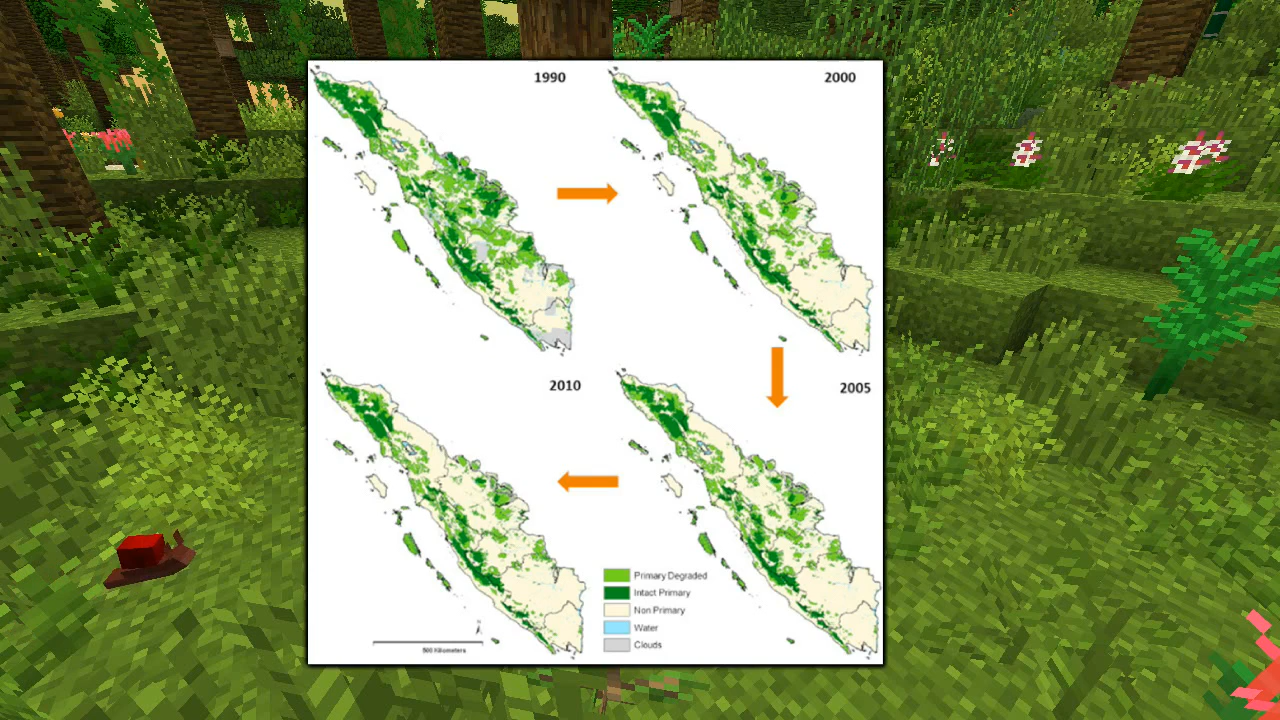 1990
2000
2010
2005
Primary Degraded
Intact Primary
Non Primary
Water
Clouds
500 Kilometers